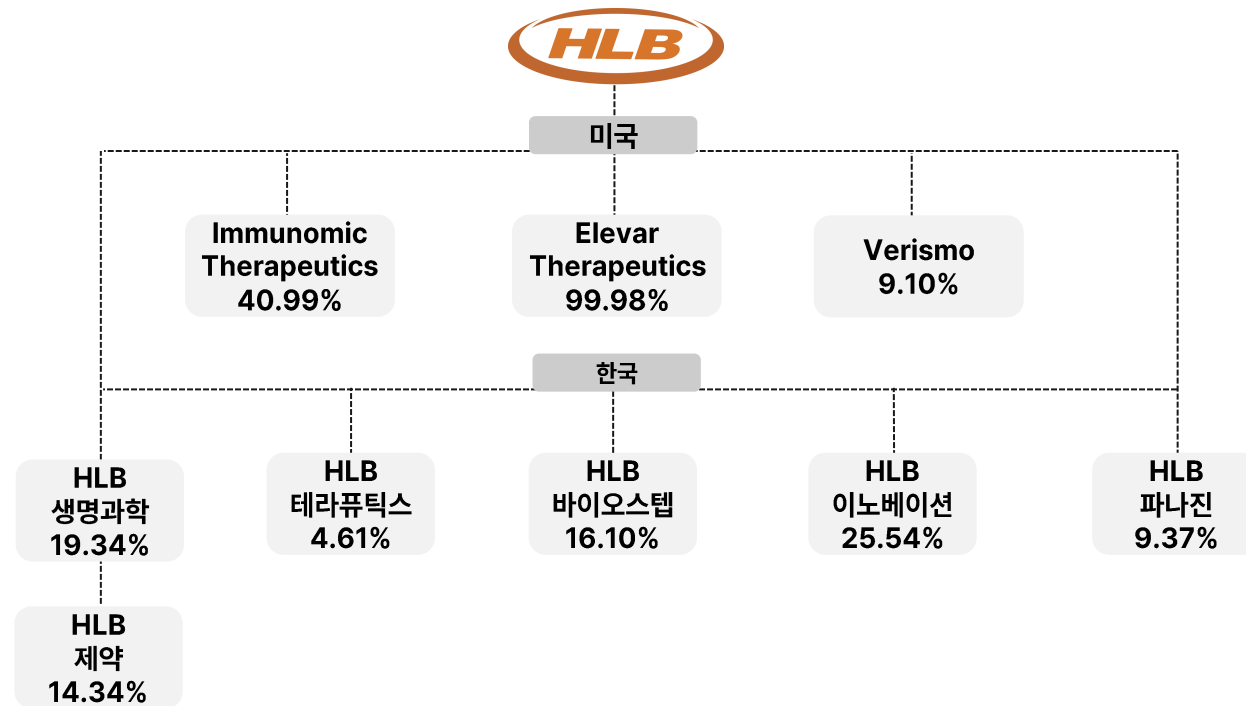 HLB
미국
Immunomic
Therapeutics
40.99%
Elevar
Therapeutics
99.98%
Verismo
9.10%
한국
HLB
생명과학
19.34%
HLB
테라퓨틱스
4.61%
HLB
바이오스텝
16.10%
HLB
이노베이션
25.54%
HLB
파나진
9.37%
HLB
제약
14.34%